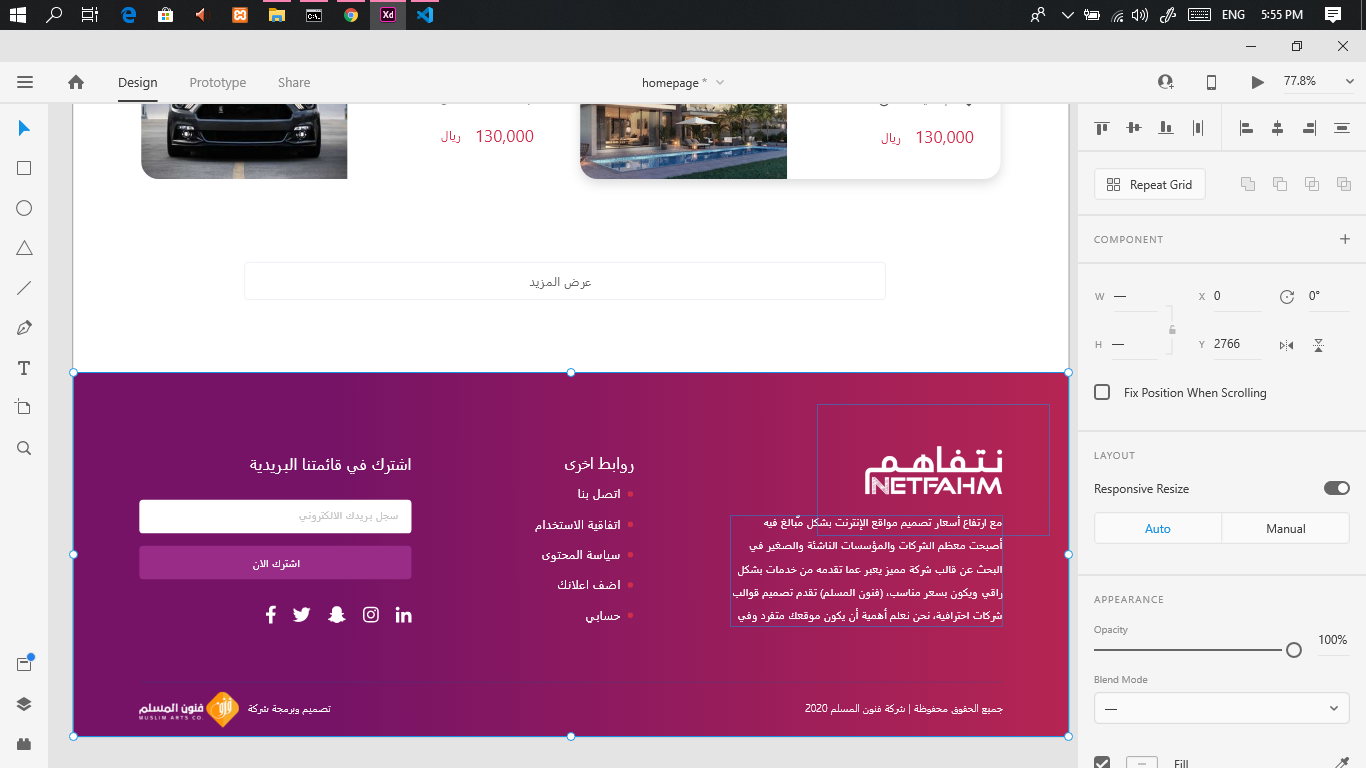 ENG
5:55 PM
Design
Prototype
Share
homepage *
77.8%
ريال
130,000
ريال
130,000
عرض المزيد
اشترك في قائمتنا البريدية
سجل بريدك الالكتروني
اشترك الان
روابط اخرى
اتصل بنا
اتفاقية الاستخدام
سياسة المحتوى
اضف اعلانك
حسابي
نتفاهم
NETFAHM
مع ارتفاع أسعار تصميم مواقع الإنترنت بشكل مُبالغ فيه
أصبحت معظم الشركات والمؤسسات الناشئة والصغير في
البحث عن قالب شركة مميز يعبر عما تقدمه من خدمات بشكل
راقي ويكون بسعر مناسب، (فنون المسلم) تقدم تصميم قوالب
شركات احترافية، نحن نعلم أهمية أن يكون موقعك متفرد وفي
فنون المسلم
MUSLIM ARTS CO.
تصميم وبرمجة شركة
جميع الحقوق محفوظة | شركة فنون المسلم 2020
Repeat Grid
COMPONENT
W —
X 0
0°
H —
Y 2766
Fix Position When Scrolling
LAYOUT
Responsive Resize
Auto
Manual
APPEARANCE
Opacity
100%
Blend Mode
—
Fill